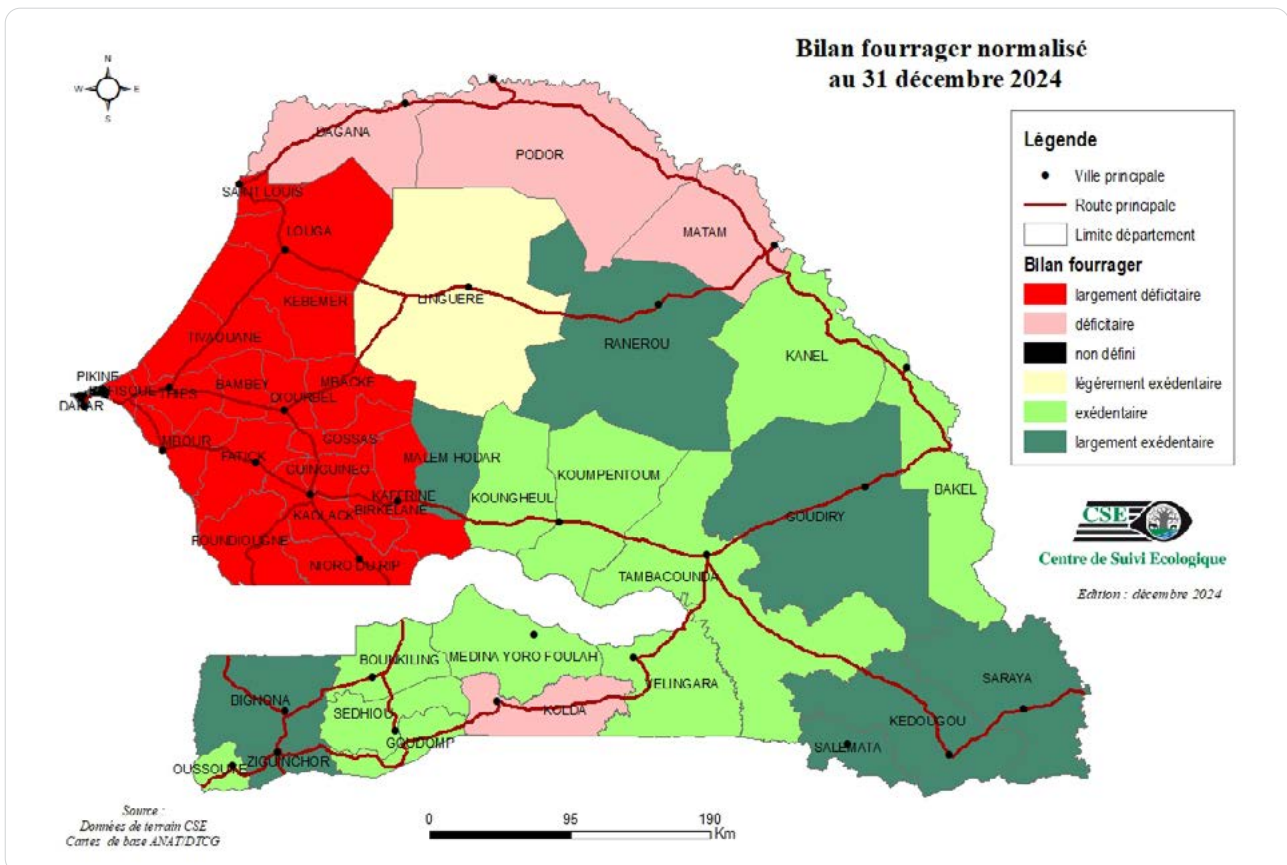 Bilan fourrager normalisé
au 31 décembre 2024
N
W
E
S
Légende
Ville principale
Route principale
Limite département
Bilan fourrager
largement déficitaire
déficitaire
non défini
légérement exédentaire
exédentaire
largement exédentaire
DAGANA
PODOR
SAINT LOUIS
MATAM
LOUGA
KEBEMER
LINGUERE
TIVAOUANE
RANEROU
KANEL
PIKINE
THIES
BAMBEY
MBACKE
DIOURBEL
DAKAR
MBOUR
GOSSAS
FATICK
MALEM HODAR
KOUMPENTOUM
GUINGUINEO
KOUNGHEUL
BAKEL
KAFFRINE
BIRKELANE
GOUDIRY
KAOLACK
FOUNDIOUGNE
NIORO DU RIP
TAMBACOUNDA
CSE
Centre de Suivi Ecologique
Edition : décembre 2024
BOUNKILING
MEDINA YORO FOULAH
VELINGARA
SARAYA
BIGNONA
SEDHIOU
KOLDA
KEDOUGOU
GOUDOMP
SALEMATA
OUSSOUYE
ZIGUINCHOR
Source :
Données de terrain CSE
Cartes de base ANAT/DTCG
0 95 190
Km